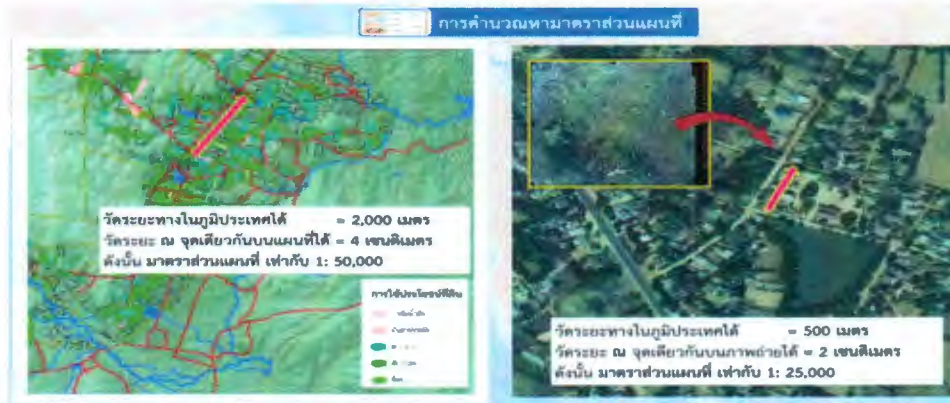 การคำนวณหามาตราส่วนแผนที่
วัดระยะทางในภูมิประเทศได้ = 2,000 เมตร
วัดระยะ ณ จุดเดียวกันบนแผนที่ได้ = 4 เซนติเมตร
ดังนั้น มาตราส่วนแผนที่ เท่ากับ 1: 50,000
การใช้ประโยชน์ที่ดิน
วัดระยะทางในภูมิประเทศได้ = 500 เมตร
วัดระยะ ณ จุดเดียวกันบนภาพถ่ายได้ = 2 เซนติเมตร
ดังนั้น มาตราส่วนแผนที่ เท่ากับ 1: 25,000